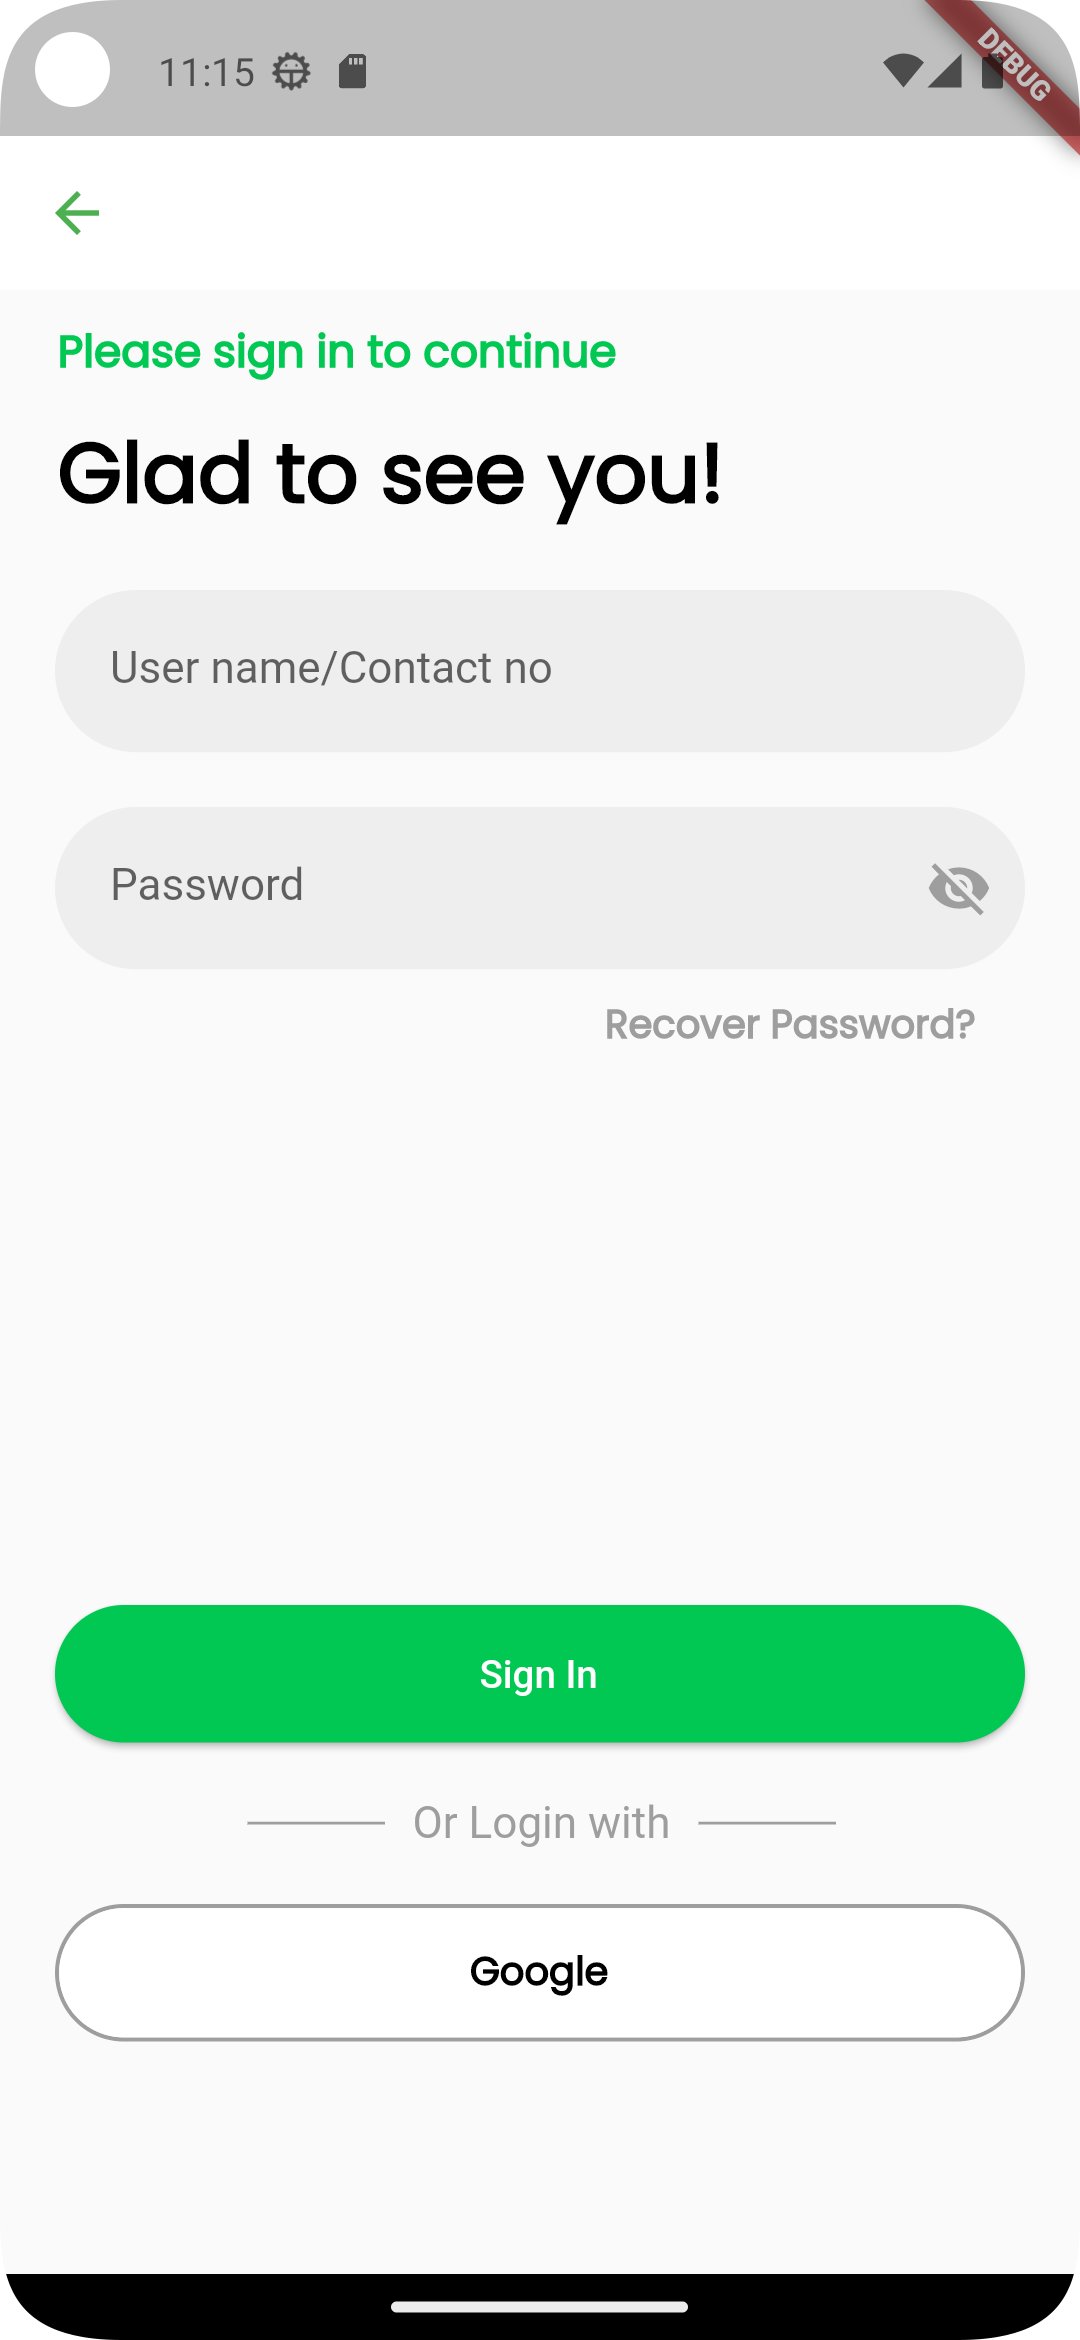 11:15
DEBUG
Please sign in to continue
Glad to see you!
User name/Contact no
Password
Recover Password?
Sign In
Or Login with
Google